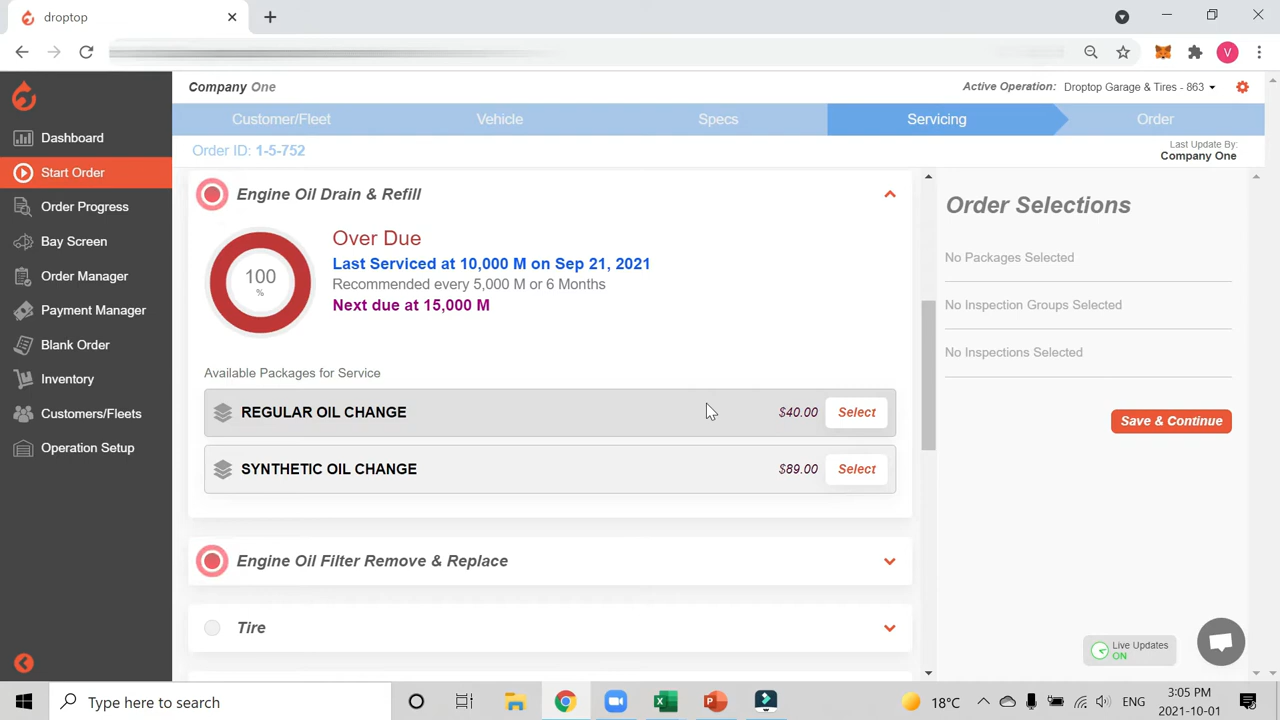 droptop
V
Company One
Active Operation: Droptop Garage & Tires - 863
Customer/Fleet
Vehicle
Specs
Servicing
Order
Order ID: 1-5-752
Last Update By:
Company One
Dashboard
Start Order
Order Progress
Bay Screen
Order Manager
Payment Manager
Blank Order
Inventory
Customers/Fleets
Operation Setup
Engine Oil Drain & Refill
100
%
Over Due
Last Serviced at 10,000 M on Sep 21, 2021
Recommended every 5,000 M or 6 Months
Next due at 15,000 M
Available Packages for Service
REGULAR OIL CHANGE $40.00 Select
SYNTHETIC OIL CHANGE $89.00 Select
Engine Oil Filter Remove & Replace
Tire
Order Selections
No Packages Selected
No Inspection Groups Selected
No Inspections Selected
Save & Continue
Live Updates
ON
Type here to search
18°C
ENG
3:05 PM
2021-10-01